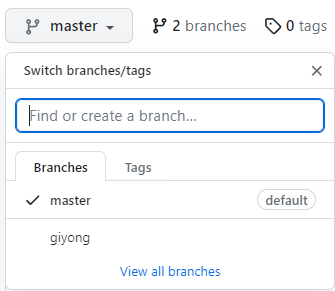 master 2 branches 0 tags
Switch branches/tags
Find or create a branch...
Branches Tags
master default
giyong
View all branches